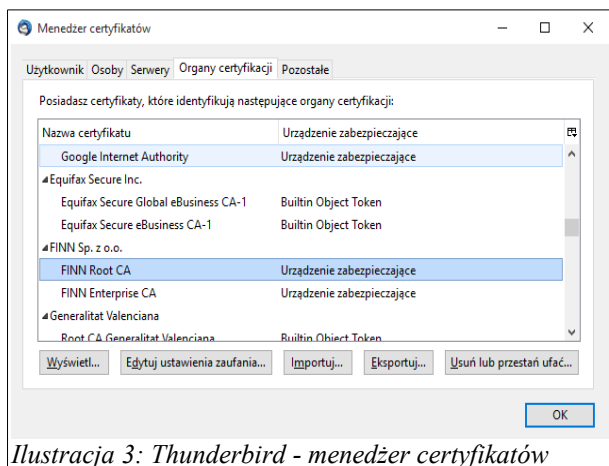 Menedżer certyfikatów
Użytkownik Osoby Serwery Organy certyfikacji Pozostałe
Posiadasz certyfikaty, które identyfikują następujące organy certyfikacji:
Nazwa certyfikatu Urządzenie zabezpieczające
Google Internet Authority Urządzenie zabezpieczające
Equifax Secure Inc.
Equifax Secure Global eBusiness CA-1 Builtin Object Token
Equifax Secure eBusiness CA-1 Builtin Object Token
FINN Sp. z o.o.
FINN Root CA Urządzenie zabezpieczające
FINN Enterprise CA Urządzenie zabezpieczające
Generalitat Valenciana
Root CA Generalitat Valenciana Builtin Object Token
Wyświetl... Edytuj ustawienia zaufania... Importuj... Eksportuj... Usuń lub przestań ufać...
OK
Ilustracja 3: Thunderbird - menedżer certyfikatów